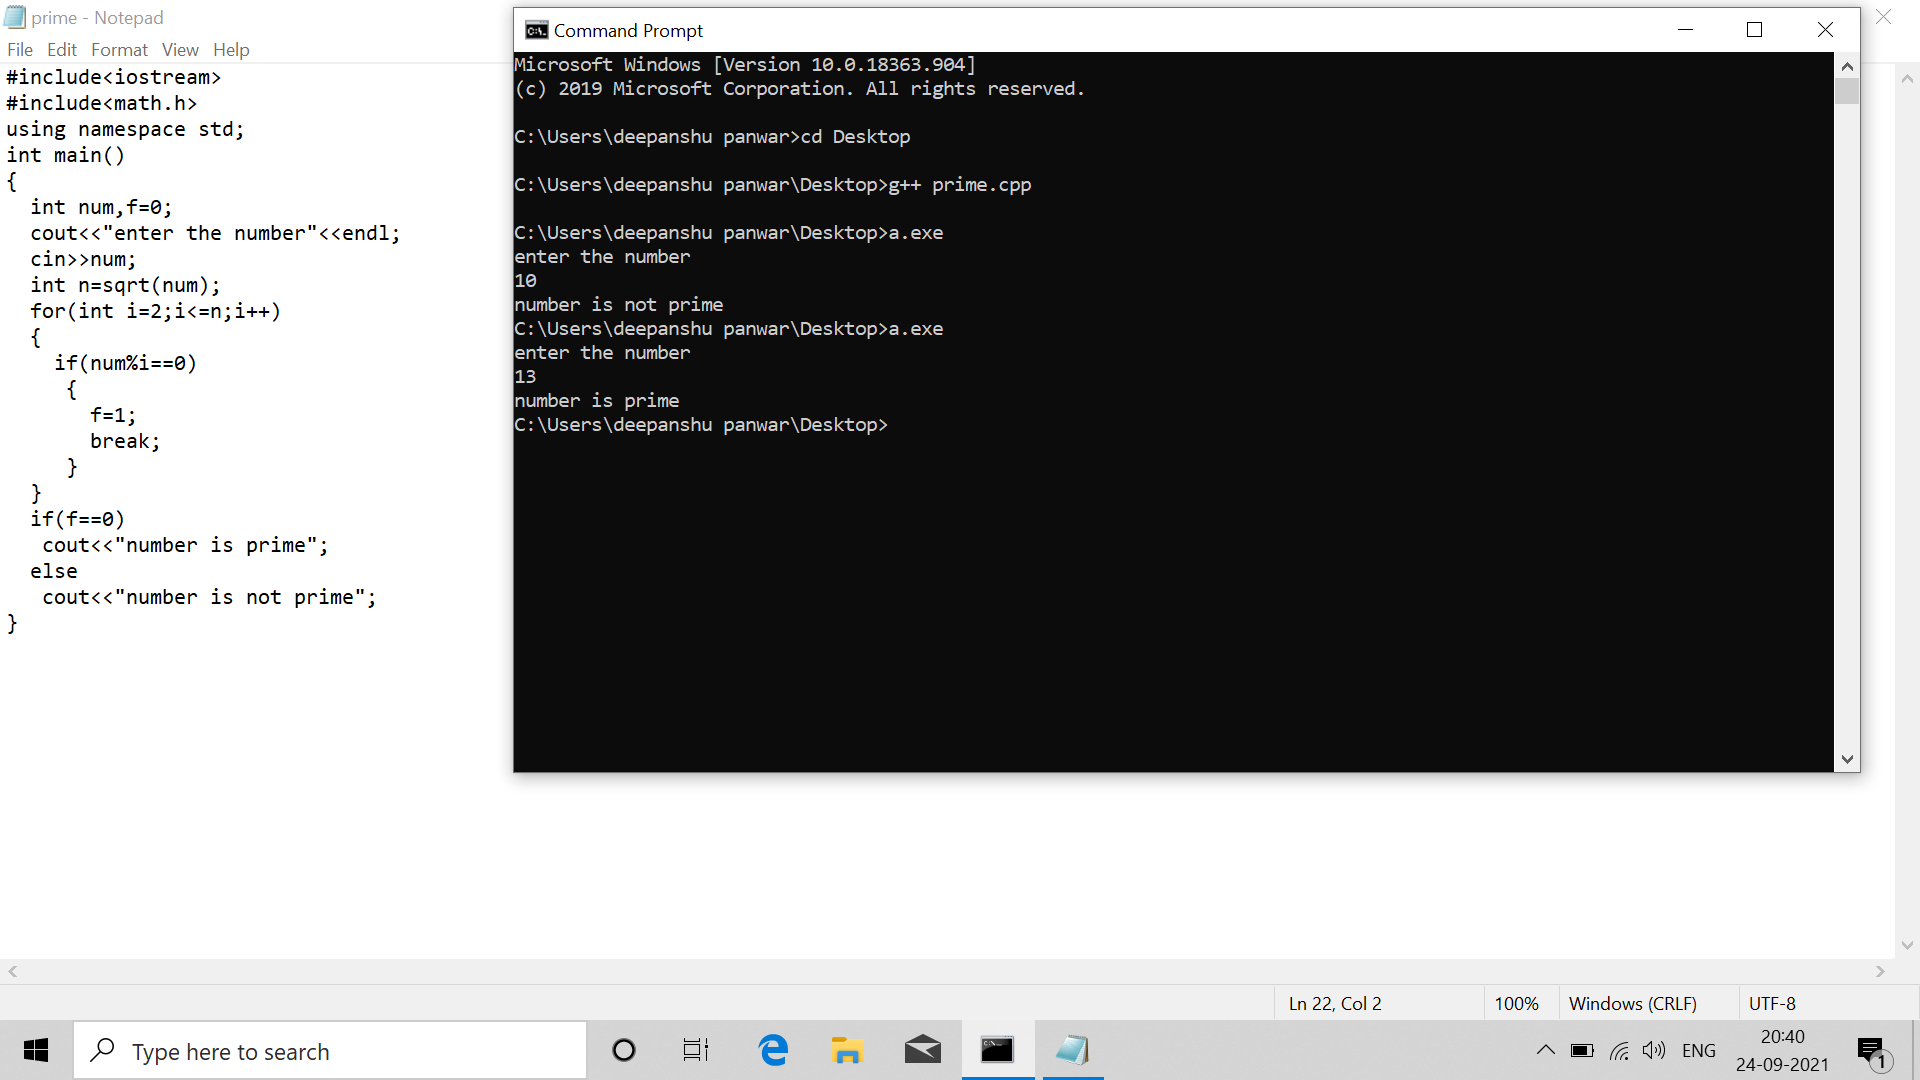 prime - Notepad
File Edit Format View Help
#include<iostream>
#include<math.h>
using namespace std;
int main()
{
  int num,f=0;
  cout<<"enter the number"<<endl;
  cin>>num;
  int n=sqrt(num);
  for(int i=2;i<=n;i++)
  {
    if(num%i==0)
     {
       f=1;
       break;
     }
  }
  if(f==0)
   cout<<"number is prime";
  else
   cout<<"number is not prime";
}
Command Prompt
Microsoft Windows [Version 10.0.18363.904]
(c) 2019 Microsoft Corporation. All rights reserved.
C:\Users\deepanshu panwar>cd Desktop
C:\Users\deepanshu panwar\Desktop>g++ prime.cpp
C:\Users\deepanshu panwar\Desktop>a.exe
enter the number
10
number is not prime
C:\Users\deepanshu panwar\Desktop>a.exe
enter the number
13
number is prime
C:\Users\deepanshu panwar\Desktop>
Ln 22, Col 2 100% Windows (CRLF) UTF-8
Type here to search
ENG
20:40
24-09-2021
1